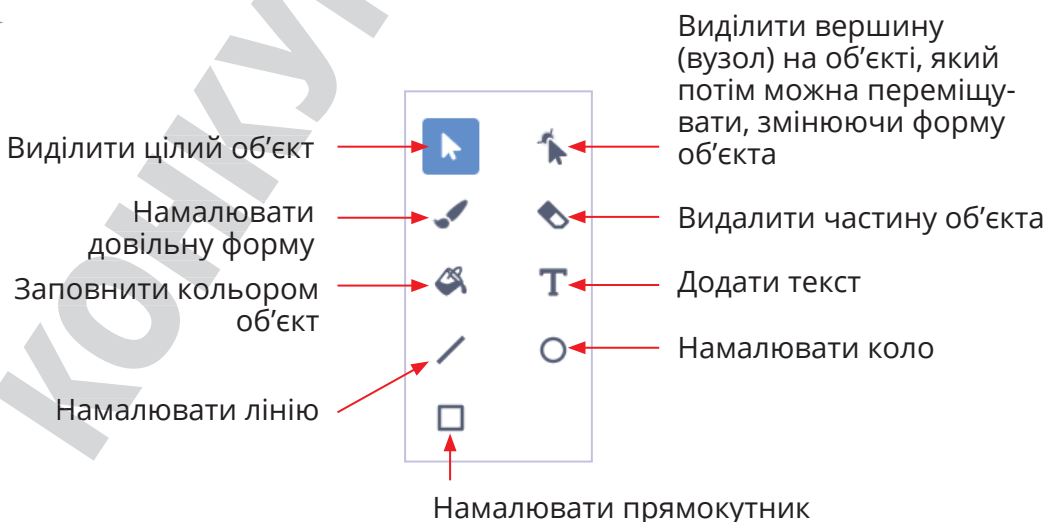 Виділити вершину
(вузол) на об’єкті, який
потім можна переміщу-
вати, змінюючи форму
об’єкта
Виділити цілий об’єкт
Намалювати
довільну форму
Видалити частину об’єкта
Заповнити кольором
об’єкт
Т
Додати текст
Намалювати коло
Намалювати лінію
Намалювати прямокутник
КОНКУ